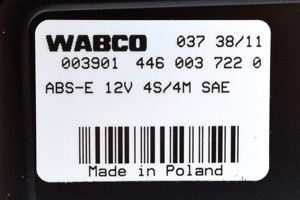 WABCO 037 38/11
003901 446 003 722 0
ABS-E 12V 4S/4M SAE
Made in Poland